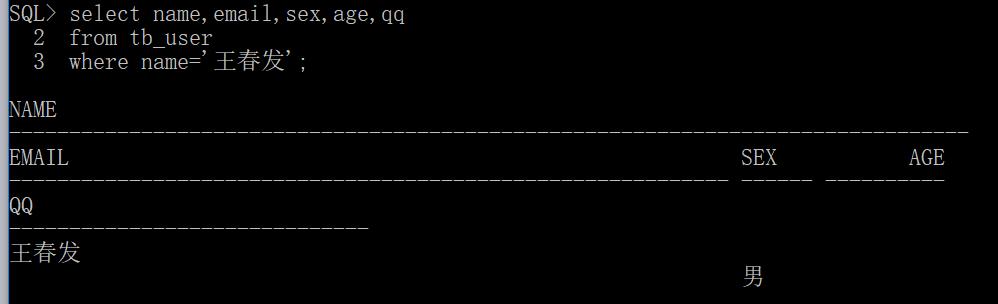 SQL> select name,email,sex,age,qq
  2  from tb_user
  3  where name='王春发';
NAME
--------------------------------------------------------------------------------
EMAIL                                                        SEX           AGE
------------------------------------------------------------ ------ ----------
QQ
------------------------------
王春发
                                                             男